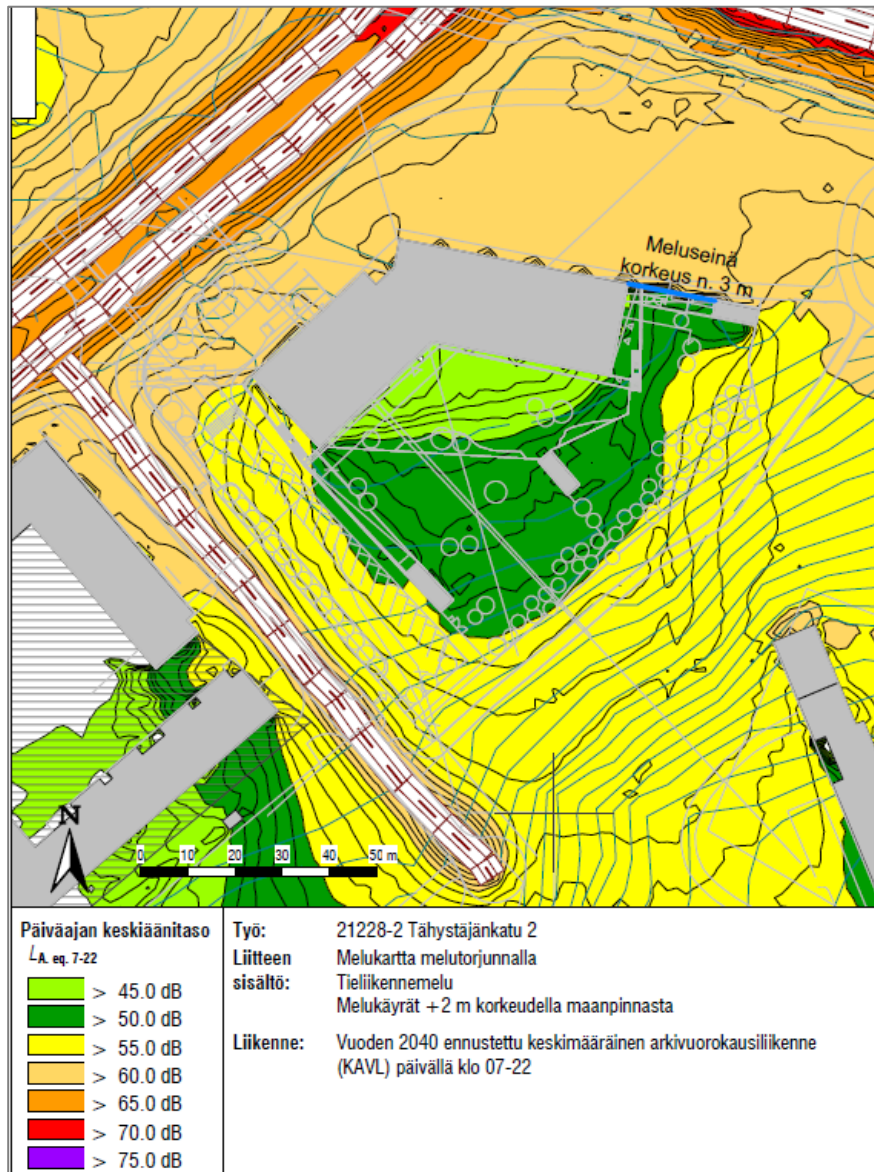 Meluseinä
korkeus n. 3 m
N
0 10 20 30 40 50 m
Päiväajan keskiäänitaso
LA. eq. 7-22
> 45.0 dB
> 50.0 dB
> 55.0 dB
> 60.0 dB
> 65.0 dB
> 70.0 dB
> 75.0 dB
Työ: 21228-2 Tähystäjänkatu 2
Liitteen Melukartta melutorjunnalla
sisältö: Tieliikennemelu
Melukäyrät +2 m korkeudella maanpinnasta
Liikenne: Vuoden 2040 ennustettu keskimääräinen arkivuorokausiliikenne
(KAVL) päivällä klo 07-22